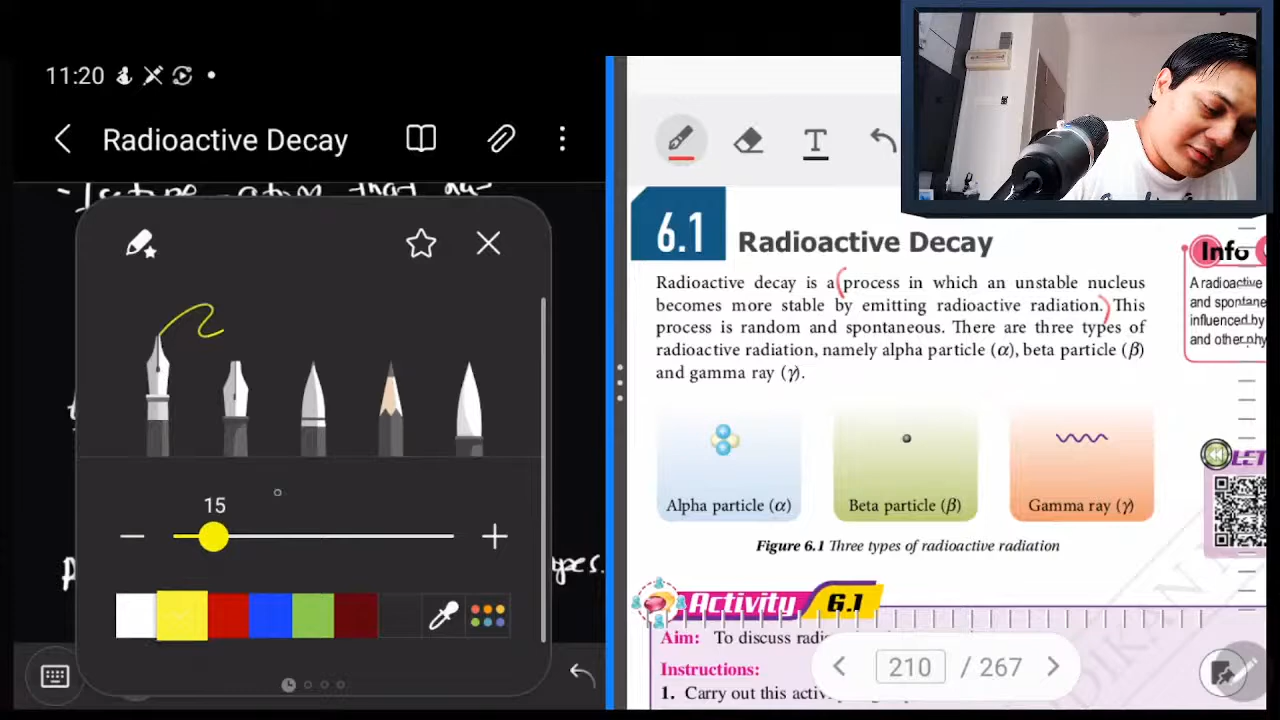 11:20
Radioactive Decay
15
6.1
Radioactive Decay
Radioactive decay is a process in which an unstable nucleus
becomes more stable by emitting radioactive radiation. This
process is random and spontaneous. There are three types of
radioactive radiation, namely alpha particle (α), beta particle (β)
and gamma ray (γ).
Alpha particle (α)
Beta particle (β)
Gamma ray (γ)
Figure 6.1 Three types of radioactive radiation
Info
A radioactive
and spontane
influenced by
and other phy
Activity 6.1
Aim: To discuss radi
Instructions:
1. Carry out this activ
210 / 267